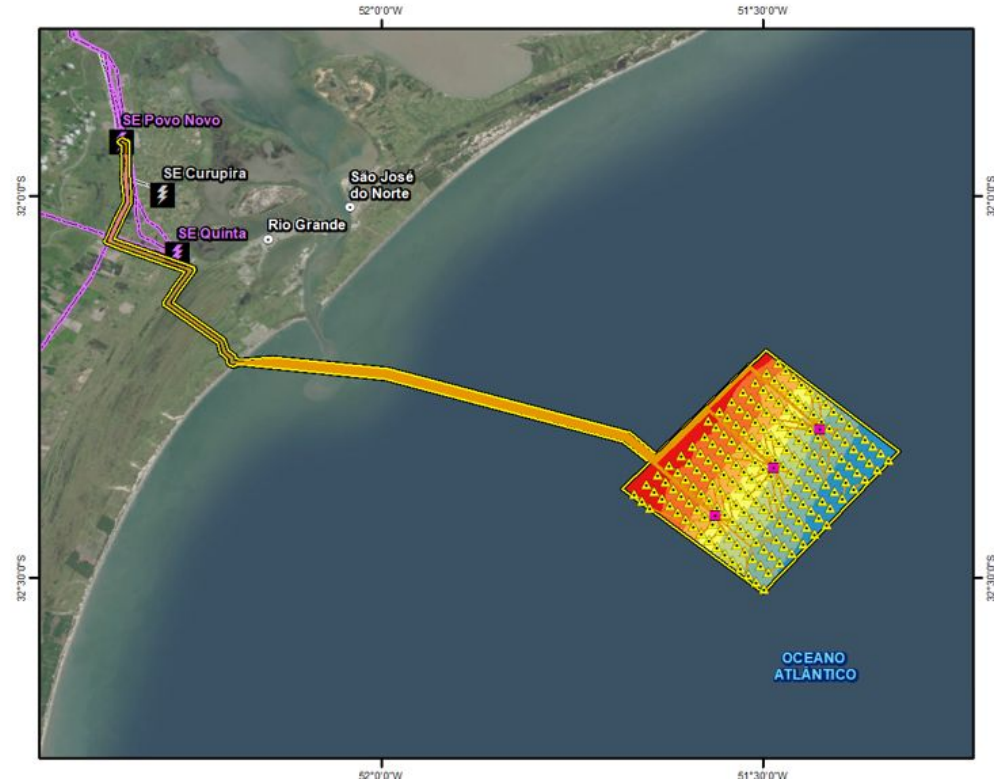 52°0'0"W
51°30'0"W
SE Povo Novo
SE Curupira
São José
do Norte
32°0'0"S
32°0'0"S
Rio Grande
SE Quinta
32°30'0"S
32°30'0"S
OCEANO
ATLÂNTICO
52°0'0"W
51°30'0"W